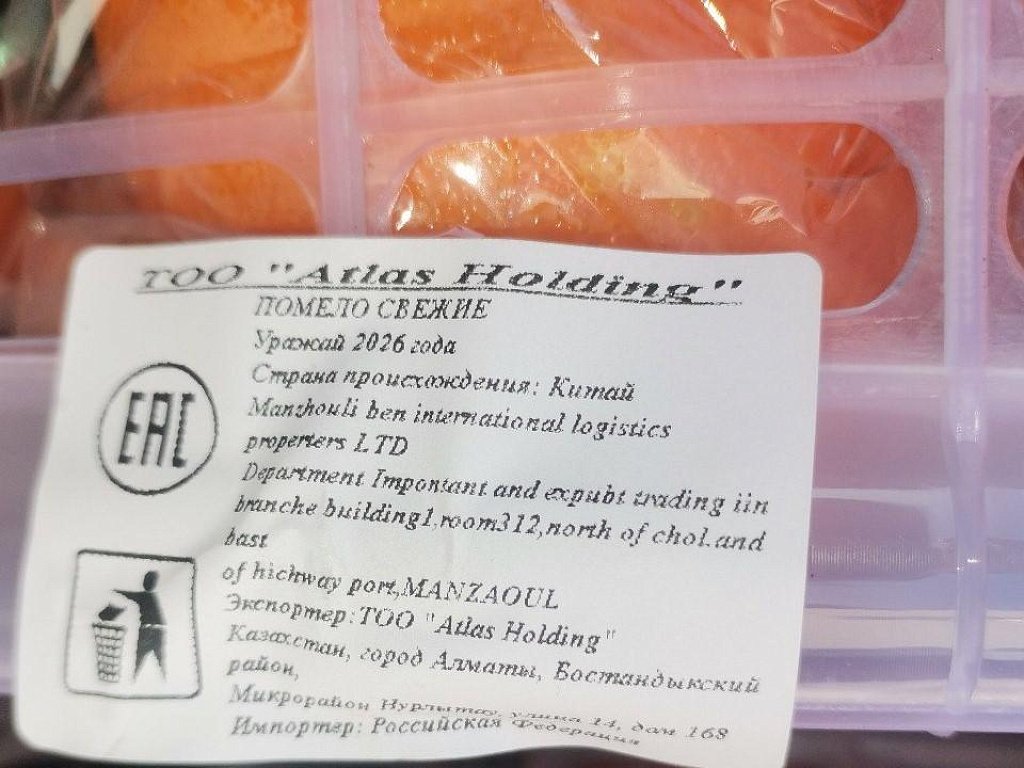 ТОО "Atlas Holding"
ПОМЕЛО СВЕЖИЕ
Урожай 2026 года
Страна происхождения: Китай
Manzhouli ben international logistics
properters LTD
Department Impontant and expubt trading iin
branche building1,room312,north of chol.and
bast
of hichway port,MANZAOUL
Экспортер:ТОО "Atlas Holding"
Казахстан, город Алматы, Бостандыкский
район,
Микрорайон Нурлытау, улица 14, дом 168
Импортер: Российская Федерация
EAC